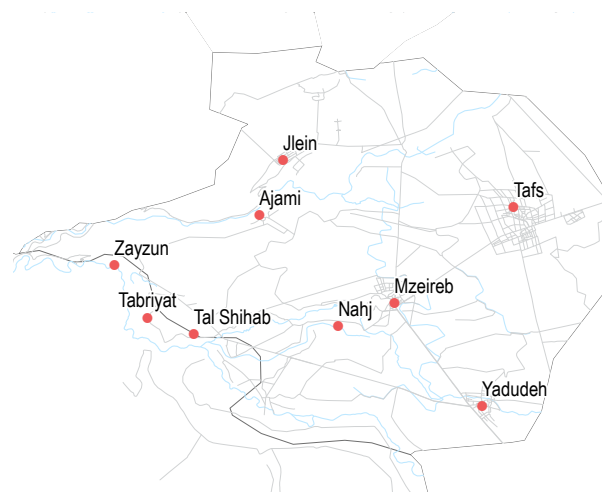 Jlein
Tafs
Ajami
Zayzun
Mzeireb
Tabriyat
Nahj
Tal Shihab
Yadudeh